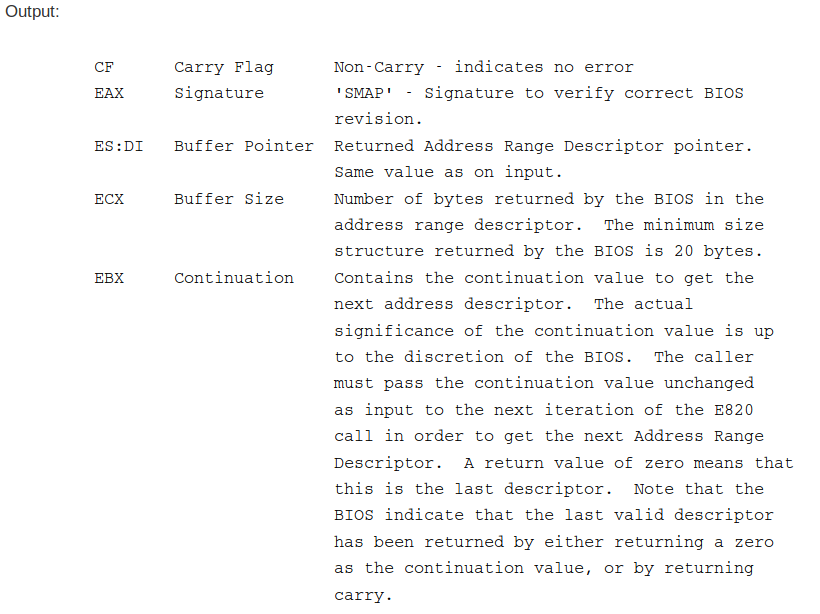 Output:
CF Carry Flag Non-Carry - indicates no error
EAX Signature 'SMAP' - Signature to verify correct BIOS
revision.
ES:DI Buffer Pointer Returned Address Range Descriptor pointer.
Same value as on input.
ECX Buffer Size Number of bytes returned by the BIOS in the
address range descriptor. The minimum size
structure returned by the BIOS is 20 bytes.
EBX Continuation Contains the continuation value to get the
next address descriptor. The actual
significance of the continuation value is up
to the discretion of the BIOS. The caller
must pass the continuation value unchanged
as input to the next iteration of the E820
call in order to get the next Address Range
Descriptor. A return value of zero means that
this is the last descriptor. Note that the
BIOS indicate that the last valid descriptor
has been returned by either returning a zero
as the continuation value, or by returning
carry.